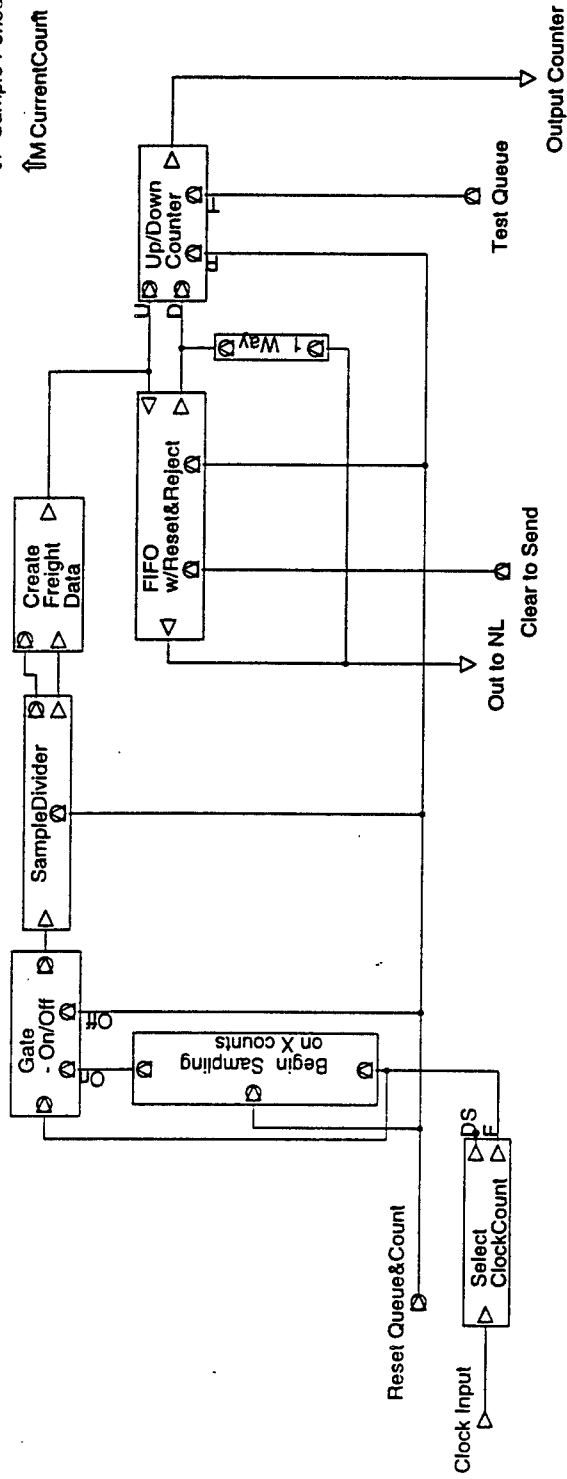 ⇑M CurrentCount
Create
Freight
Data
SampleDivider
Gate
- On/Off
On
Off
Begin Sampling
on X counts
FIFO
w/Reset&Reject
1 Way
U
D
Up/Down
Counter
R
T
Select
ClockCount
DS
F
Clock Input
Reset Queue&Count
Out to NL
Clear to Send
Test Queue
Output Counter